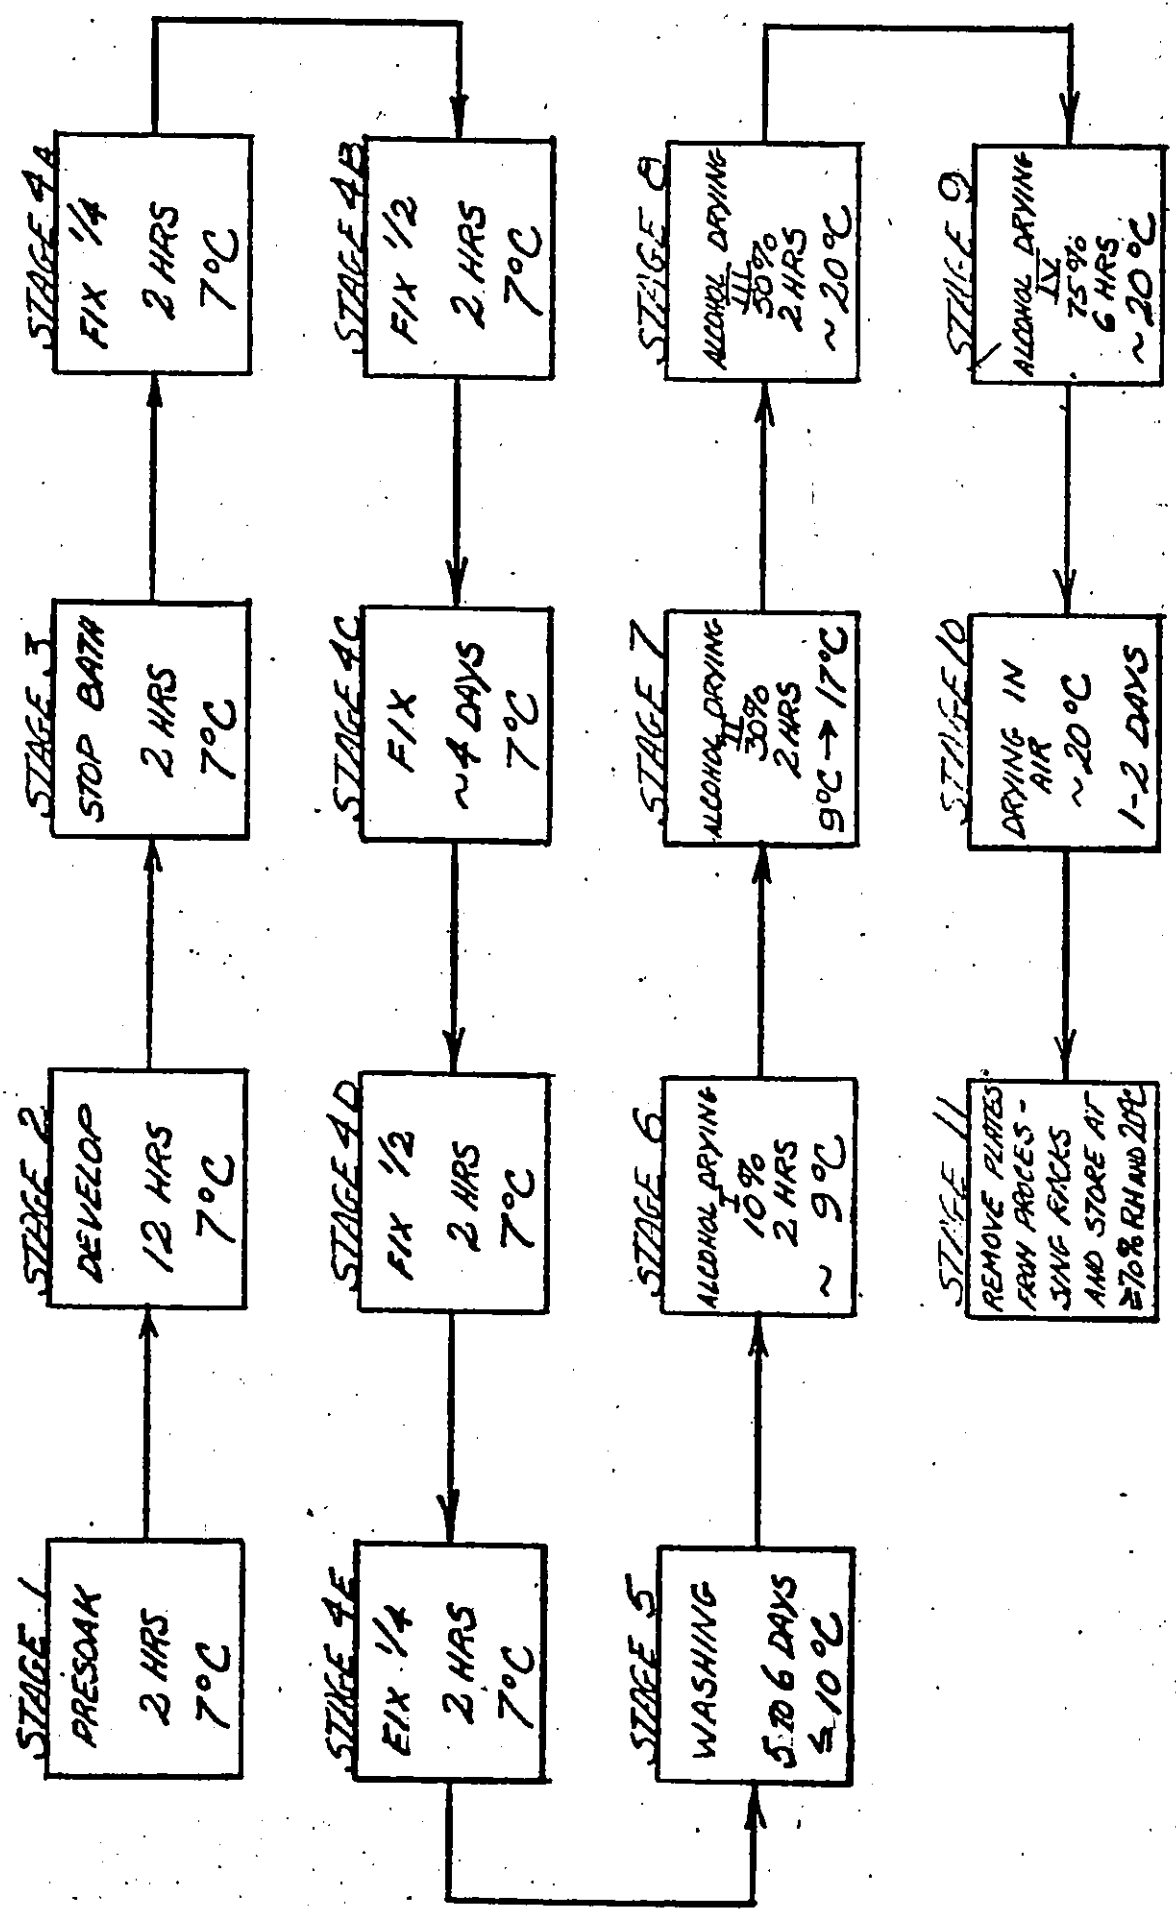 STAGE 1
PRESOAK
2 HRS
7°C
STAGE 2
DEVELOP
12 HRS
7°C
STAGE 3
STOP BATH
2 HRS
7°C
STAGE 4A
FIX 1/4
2 HRS
7°C
STAGE 4B
FIX 1/2
2 HRS
7°C
STAGE 4C
FIX
~4 DAYS
7°C
STAGE 4D
FIX 1/2
2 HRS
7°C
STAGE 4E
FIX 1/4
2 HRS
7°C
STAGE 5
WASHING
5 TO 6 DAYS
≤ 10°C
STAGE 6
ALCOHOL DRYING
I
10%
2 HRS
~ 9°C
STAGE 7
ALCOHOL DRYING
II
30%
2 HRS
9°C → 17°C
STAGE 8
ALCOHOL DRYING
III
50%
2 HRS
~ 20°C
STAGE 9
ALCOHOL DRYING
IV
75%
6 HRS
~20°C
STAGE 10
DRYING IN
AIR
~20°C
1-2 DAYS
STAGE 11
REMOVE PLATES
FROM PROCES-
SING RACKS
AND STORE AT
70% RH AND 20°C